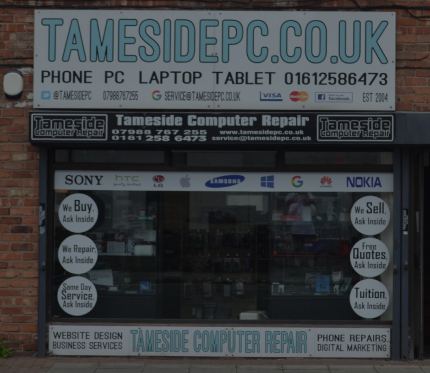 TAMESIDEPC.CO.UK
PHONE PC LAPTOP TABLET 01612586473
@TAMESIDEPC 07988767255 G SERVICE@TAMESIDEPC.CO.UK VISA facebook EST 2004
Tameside Computer Repair
Tameside Computer Repair
Tameside Computer Repair
07988 767 255 www.tamesidepc.co.uk
0161 258 6473 service@tamesidepc.co.uk
SONY htc LG SAMSUNG G NOKIA
We Buy, Ask Inside
We Sell, Ask Inside
We Repair, Ask Inside
Free Quotes, Ask Inside
Same Day Service, Ask Inside
Tuition, Ask Inside
WEBSITE DESIGN
BUSINESS SERVICES
TAMESIDE COMPUTER REPAIR
PHONE REPAIRS
DIGITAL MARKETING